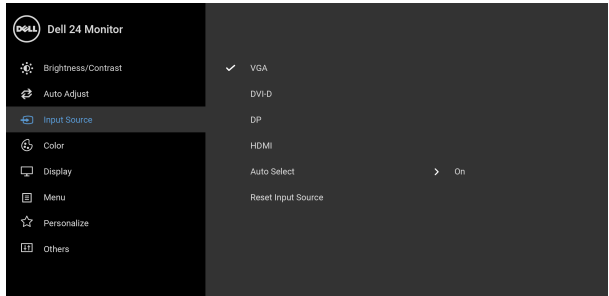 DELL Dell 24 Monitor
Brightness/Contrast
VGA
Auto Adjust
DVI-D
Input Source
DP
Color
HDMI
Display
Auto Select
On
Menu
Reset Input Source
Personalize
Others